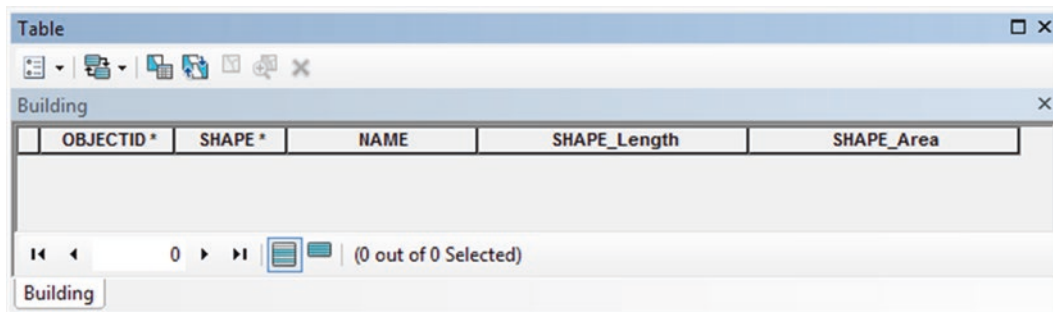 Table
Building
OBJECTID * SHAPE * NAME SHAPE_Length SHAPE_Area
0 (0 out of 0 Selected)
Building